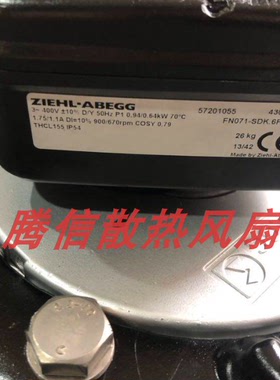 ZIEHL-ABEGG
3~ 400V ±10% D/Y 50Hz P1 0,94/0,64kW 70°C
1.75/1.1A DI±10% 900/670rpm COSY 0.78
THCL155 IP54
57201055
FN071-SDK.6F
26 kg
13/42
Made by Ziehl-A
腾信散热风扇